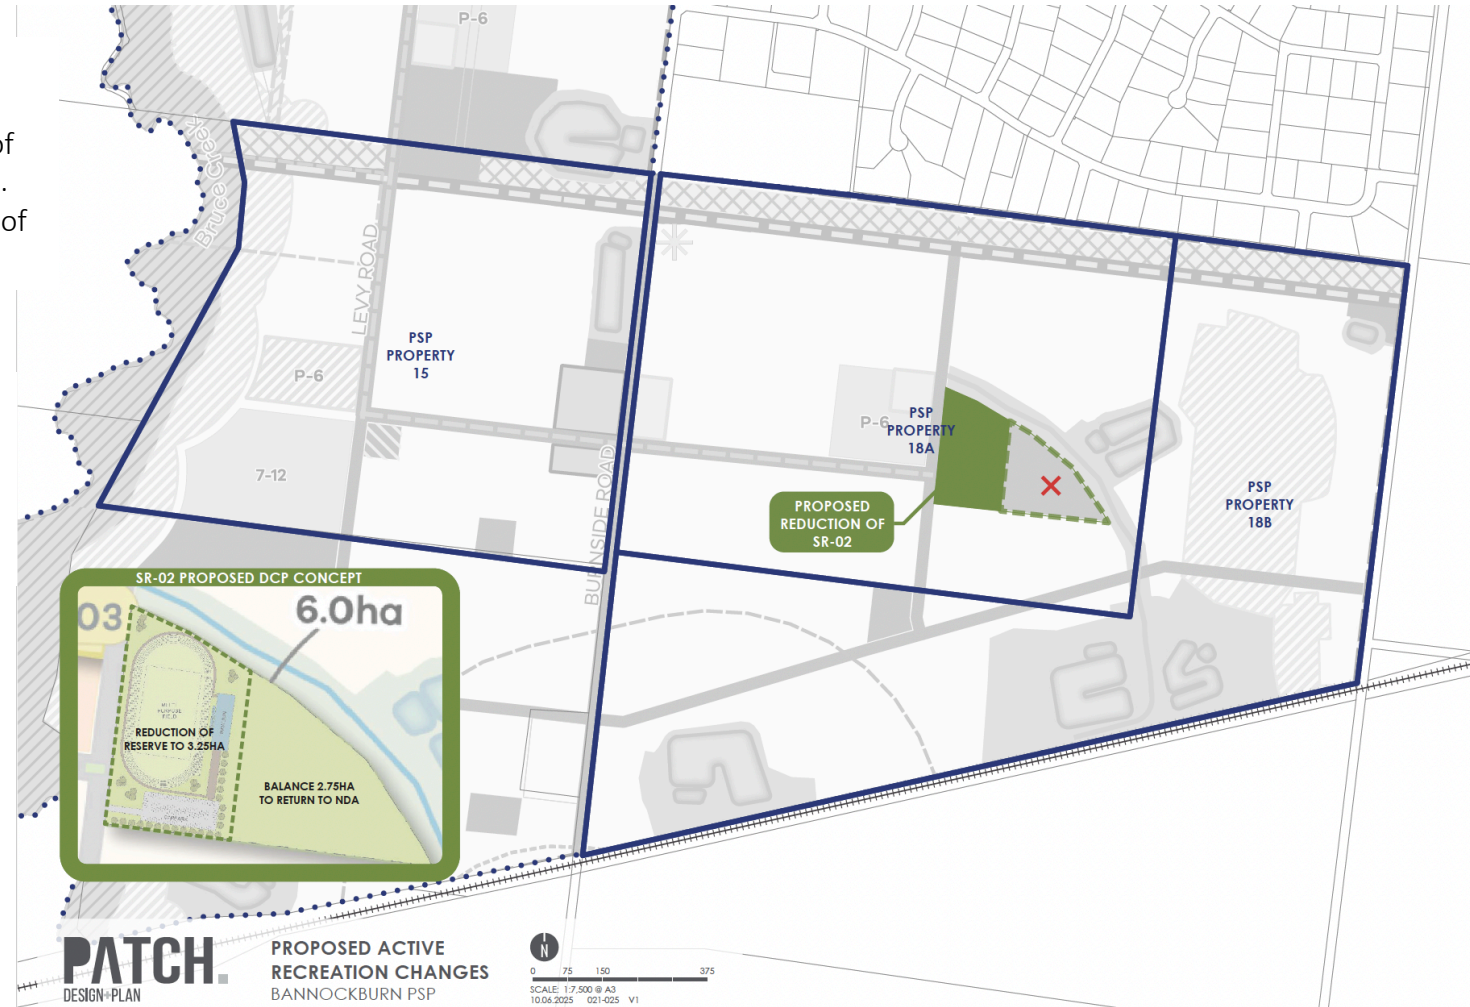 of
.
of
P-6
Bruce Creek
LEVY ROAD
PSP
PROPERTY
15
P-6
7-12
BURNSIDE ROAD
P-6
PSP
PROPERTY
18A
PROPOSED
REDUCTION OF
SR-02
PSP
PROPERTY
18B
SR-02 PROPOSED DCP CONCEPT
03
6.0ha
REDUCTION OF
RESERVE TO 3.25HA
BALANCE 2.75HA
TO RETURN TO NDA
PATCH.
DESIGN+PLAN
PROPOSED ACTIVE
RECREATION CHANGES
BANNOCKBURN PSP
N
0 75 150 375
SCALE: 1:7,500 @ A3
10.06.2025 021-025 V1